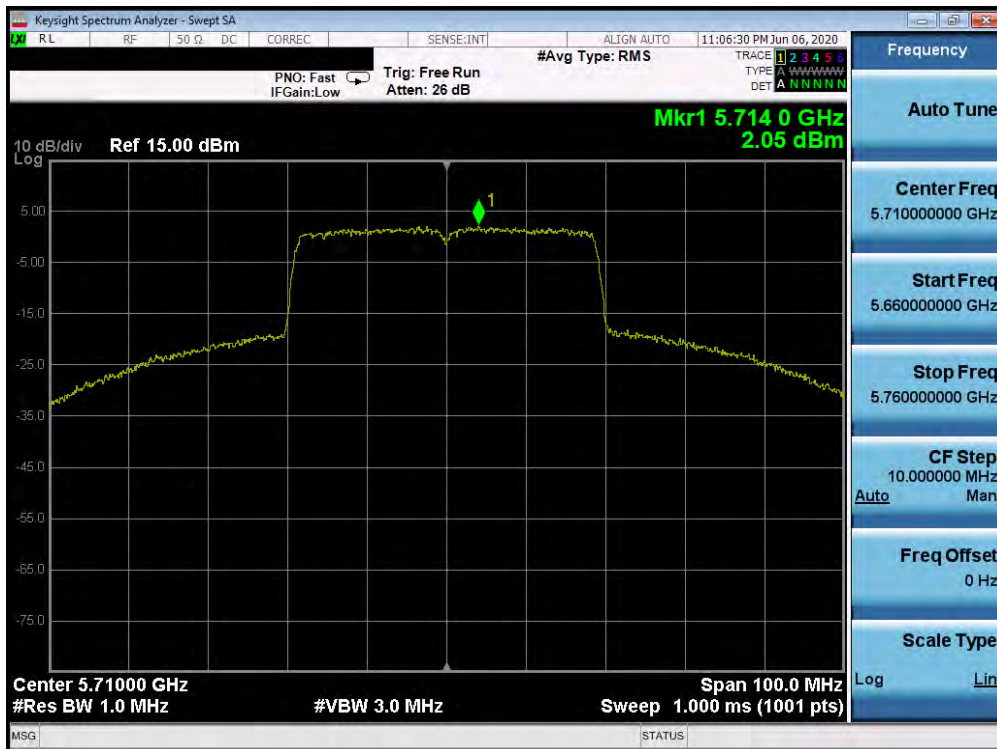 Keysight Spectrum Analyzer - Swept SA
LXI RL RF 50 Ω DC CORREC SENSE:INT ALIGN AUTO 11:06:30 PM Jun 06, 2020
PNO: Fast Trig: Free Run #Avg Type: RMS TRACE 1 2 3 4 5 6
IFGain:Low Atten: 26 dB TYPE A WWWWW
DET A N N N N N
Mkr1 5.714 0 GHz
2.05 dBm
10 dB/div Ref 15.00 dBm
Log
1
5.00
-5.00
-15.0
-25.0
-35.0
-45.0
-55.0
-65.0
-75.0
Center 5.71000 GHz Span 100.0 MHz
#Res BW 1.0 MHz #VBW 3.0 MHz Sweep 1.000 ms (1001 pts)
MSG STATUS
Frequency
Auto Tune
Center Freq
5.710000000 GHz
Start Freq
5.660000000 GHz
Stop Freq
5.760000000 GHz
CF Step
10.000000 MHz
Auto Man
Freq Offset
0 Hz
Scale Type
Log Lin